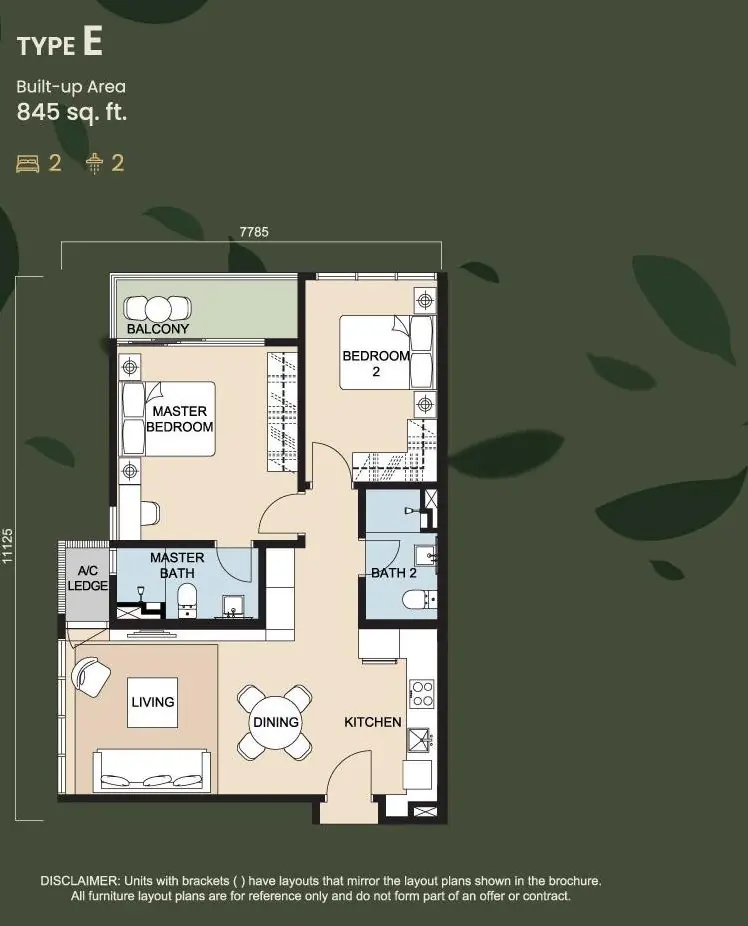 TYPE E
Built-up Area
845 sq. ft.
2 2
7785
11125
BALCONY
BEDROOM
2
MASTER
BEDROOM
MASTER
BATH
A/C
LEDGE
BATH 2
LIVING
DINING
KITCHEN
DISCLAIMER: Units with brackets ( ) have layouts that mirror the layout plans shown in the brochure.
All furniture layout plans are for reference only and do not form part of an offer or contract.